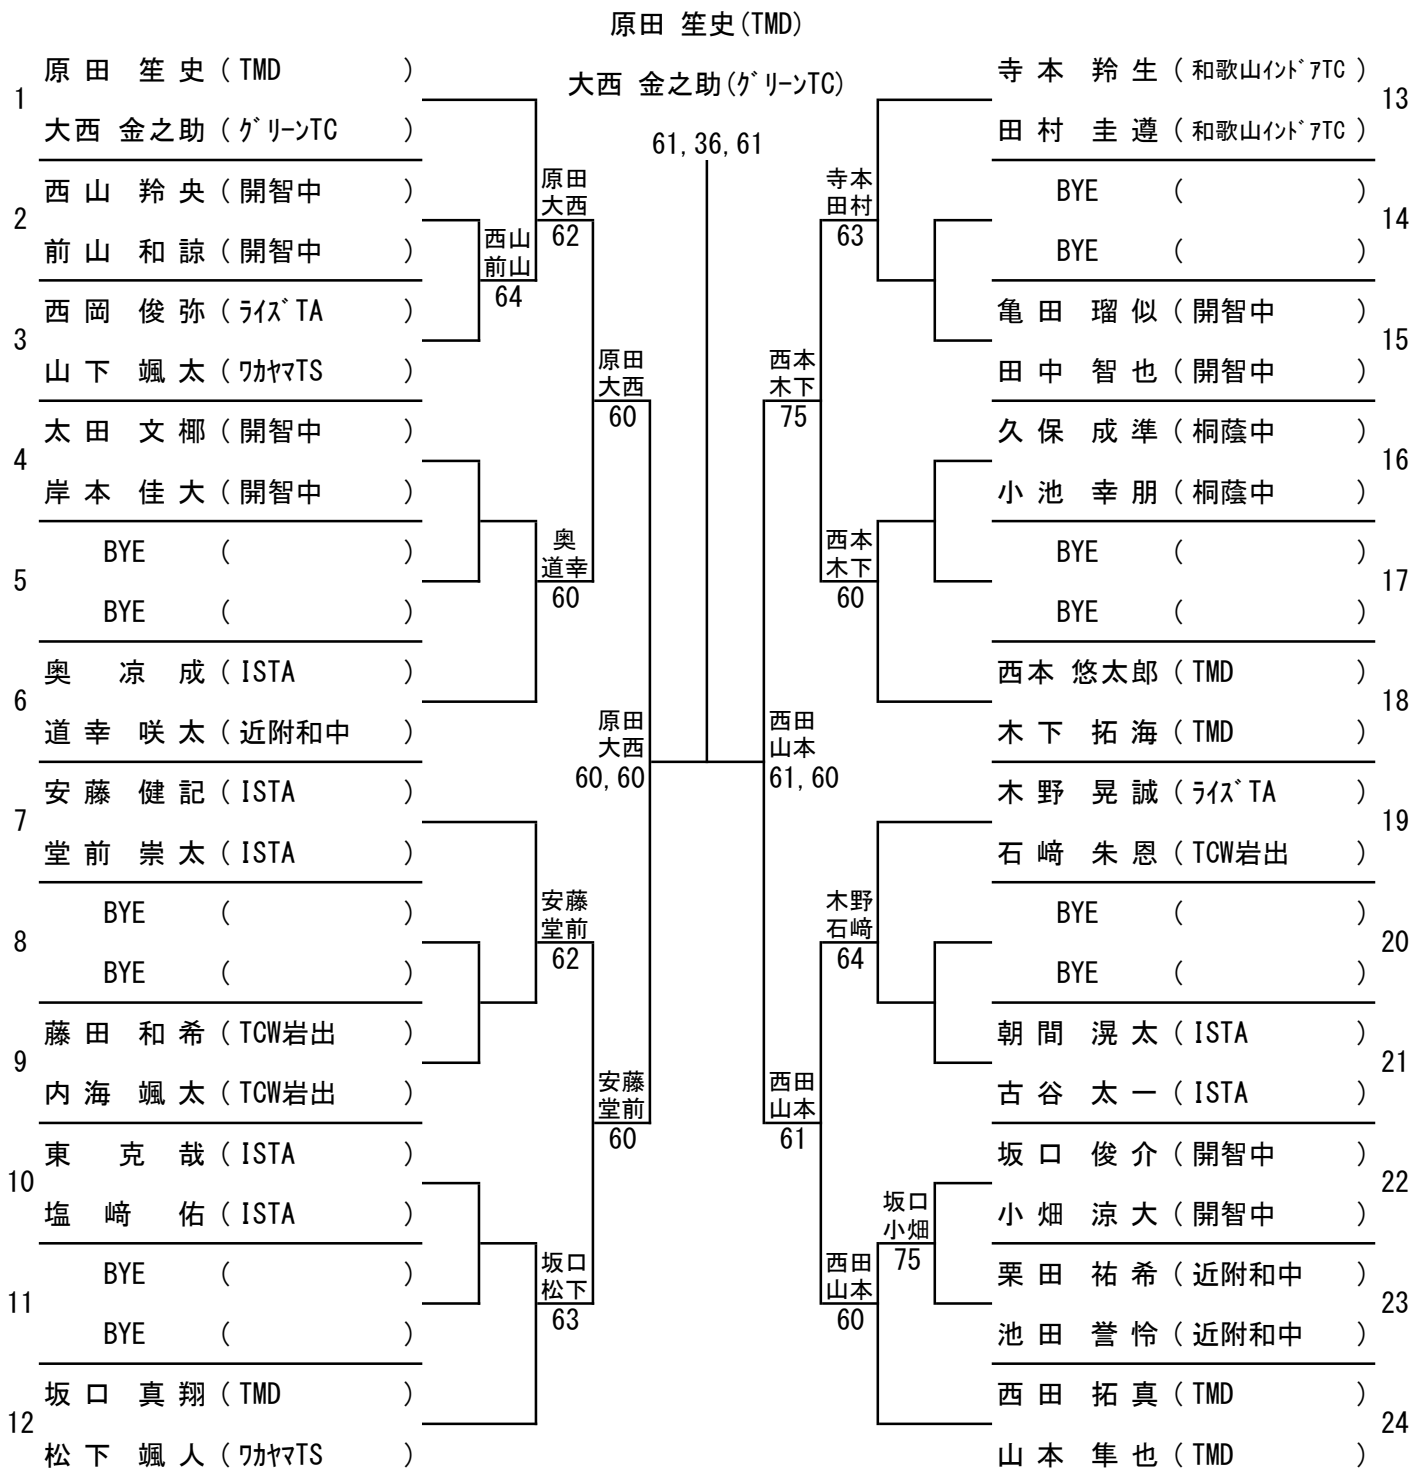 原田 笙史(TMD)
大西 金之助(ｸﾞﾘｰﾝTC)
61,36,61
1
原田 笙史 (TMD)
大西 金之助 (ｸﾞﾘｰﾝTC)
2
西山 羚央 (開智中)
前山 和諒 (開智中)
3
西岡 俊弥 (ﾗｲｽﾞTA)
山下 颯太 (ﾜｶﾔﾏTS)
4
太田 文梛 (開智中)
岸本 佳大 (開智中)
5
BYE ( )
BYE ( )
6
奥 凉成 (ISTA)
道幸 咲太 (近附和中)
7
安藤 健記 (ISTA)
堂前 崇太 (ISTA)
8
BYE ( )
BYE ( )
9
藤田 和希 (TCW岩出)
内海 颯太 (TCW岩出)
10
東 克哉 (ISTA)
塩﨑 佑 (ISTA)
11
BYE ( )
BYE ( )
12
坂口 真翔 (TMD)
松下 颯人 (ﾜｶﾔﾏTS)
西山
前山
64
原田
大西
62
奥
道幸
60
安藤
堂前
62
坂口
松下
63
原田
大西
60
安藤
堂前
60
原田
大西
60,60
西田
山本
61,60
西本
木下
75
西田
山本
61
寺本
田村
63
西本
木下
60
木野
石﨑
64
西田
山本
60
坂口
小畑
75
寺本 羚生 (和歌山ｲﾝﾄﾞｱTC)
田村 圭遵 (和歌山ｲﾝﾄﾞｱTC)
13
BYE ( )
BYE ( )
14
亀田 瑠似 (開智中)
田中 智也 (開智中)
15
久保 成準 (桐蔭中)
小池 幸朋 (桐蔭中)
16
BYE ( )
BYE ( )
17
西本 悠太郎 (TMD)
木下 拓海 (TMD)
18
木野 晃誠 (ﾗｲｽﾞTA)
石﨑 朱恩 (TCW岩出)
19
BYE ( )
BYE ( )
20
朝間 滉太 (ISTA)
古谷 太一 (ISTA)
21
坂口 俊介 (開智中)
小畑 涼大 (開智中)
22
栗田 祐希 (近附和中)
池田 誉怜 (近附和中)
23
西田 拓真 (TMD)
山本 隼也 (TMD)
24